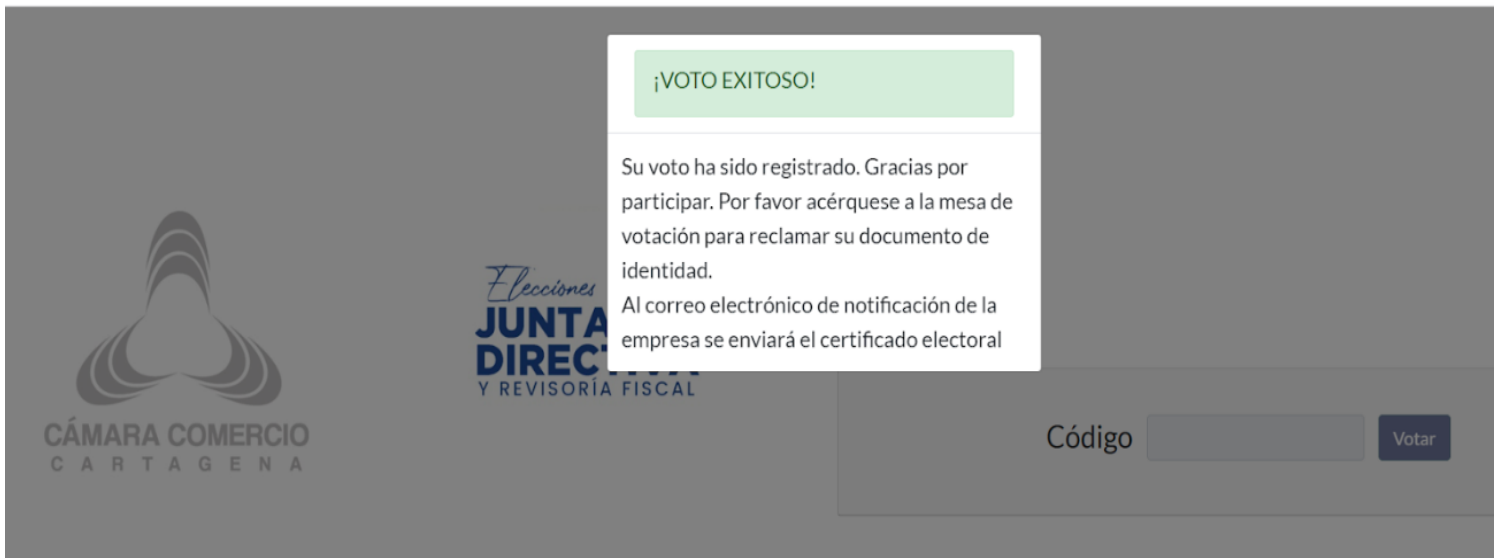 ¡VOTO EXITOSO!
Su voto ha sido registrado. Gracias por
participar. Por favor acérquese a la mesa de
votación para reclamar su documento de
identidad.
Al correo electrónico de notificación de la
empresa se enviará el certificado electoral
CÁMARA COMERCIO
CARTAGENA
Elecciones
JUNTA
DIRECTIVA
Y REVISORÍA FISCAL
Código
Votar